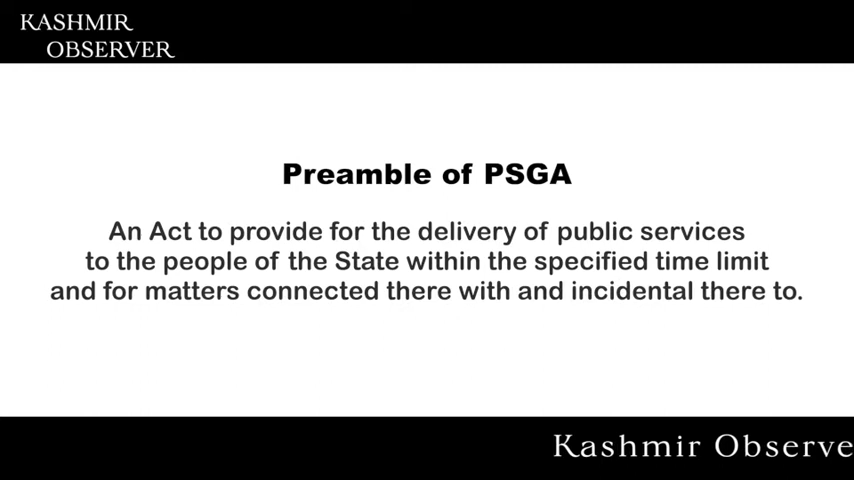 KASHMIR
OBSERVER
Preamble of PSGA
An Act to provide for the delivery of public services
to the people of the State within the specified time limit
and for matters connected there with and incidental there to.
Kashmir Observe